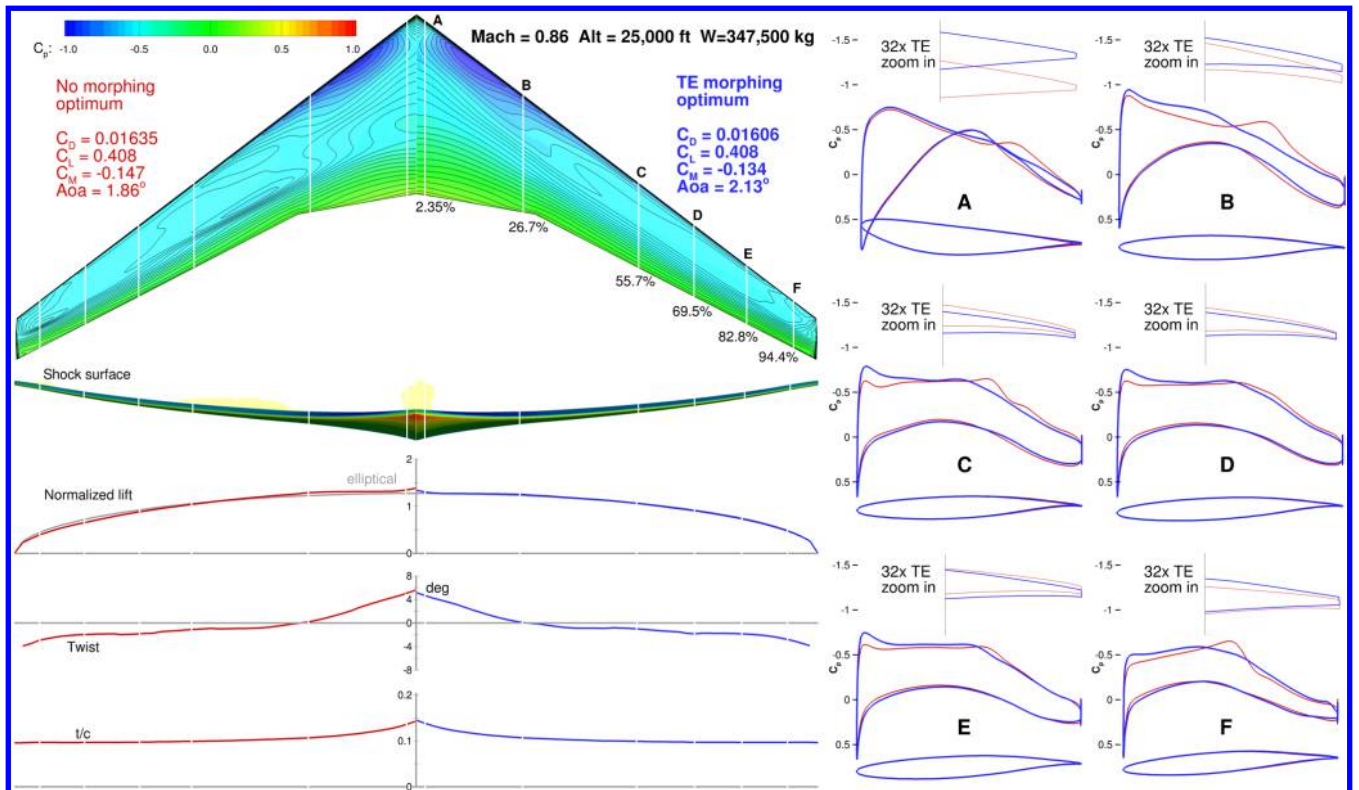 Cp: -1.0 -0.5 0.0 0.5 1.0
Mach = 0.86 Alt = 25,000 ft W=347,500 kg
No morphing
optimum
CD = 0.01635
CL = 0.408
CM = -0.147
Aoa = 1.86°
TE morphing
optimum
CD = 0.01606
CL = 0.408
CM = -0.134
Aoa = 2.13°
A
B
C
D
E
F
2.35%
26.7%
55.7%
69.5%
82.8%
94.4%
Shock surface
Normalized lift
elliptical
2
1
0
Twist
deg
8
4
0
-4
-8
t/c
0.2
0.1
0
32x TE
zoom in
-1.5
-1
-0.5
0
0.5
Cp
A
32x TE
zoom in
-1.5
-1
-0.5
0
0.5
Cp
B
32x TE
zoom in
-1.5
-1
-0.5
0
0.5
Cp
C
32x TE
zoom in
-1.5
-1
-0.5
0
0.5
Cp
D
32x TE
zoom in
-1.5
-1
-0.5
0
0.5
Cp
E
32x TE
zoom in
-1.5
-1
-0.5
0
0.5
Cp
F